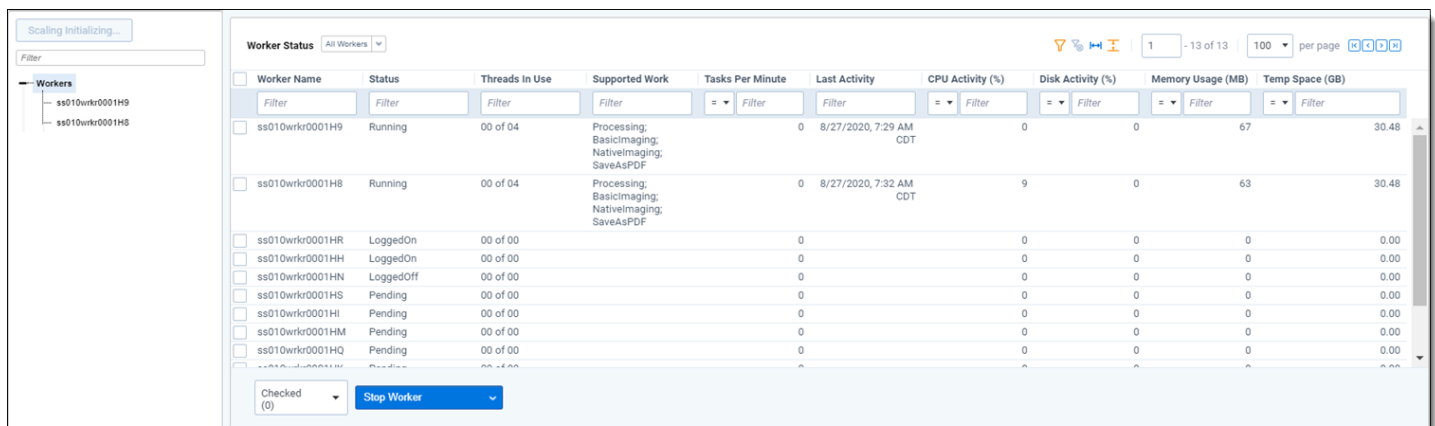 Scaling Initializing...
Filter
Workers
ss010wrkr0001H9
ss010wrkr0001H8
Worker Status All Workers
1 - 13 of 13 100 per page
Worker Name Status Threads In Use Supported Work Tasks Per Minute Last Activity CPU Activity (%) Disk Activity (%) Memory Usage (MB) Temp Space (GB)
Filter Filter Filter Filter = Filter Filter = Filter = Filter = Filter = Filter
ss010wrkr0001H9 Running 00 of 04 Processing; 0 8/27/2020, 7:29 AM 0 0 67 30.48
BasicImaging; CDT
NativeImaging;
SaveAsPDF
ss010wrkr0001H8 Running 00 of 04 Processing; 0 8/27/2020, 7:32 AM 9 0 63 30.48
BasicImaging; CDT
NativeImaging;
SaveAsPDF
ss010wrkr0001HR LoggedOn 00 of 00 0 0 0 0 0.00
ss010wrkr0001HH LoggedOn 00 of 00 0 0 0 0 0.00
ss010wrkr0001HN LoggedOff 00 of 00 0 0 0 0 0.00
ss010wrkr0001HS Pending 00 of 00 0 0 0 0 0.00
ss010wrkr0001HI Pending 00 of 00 0 0 0 0 0.00
ss010wrkr0001HM Pending 00 of 00 0 0 0 0 0.00
ss010wrkr0001HQ Pending 00 of 00 0 0 0 0 0.00
Checked
(0)
Stop Worker